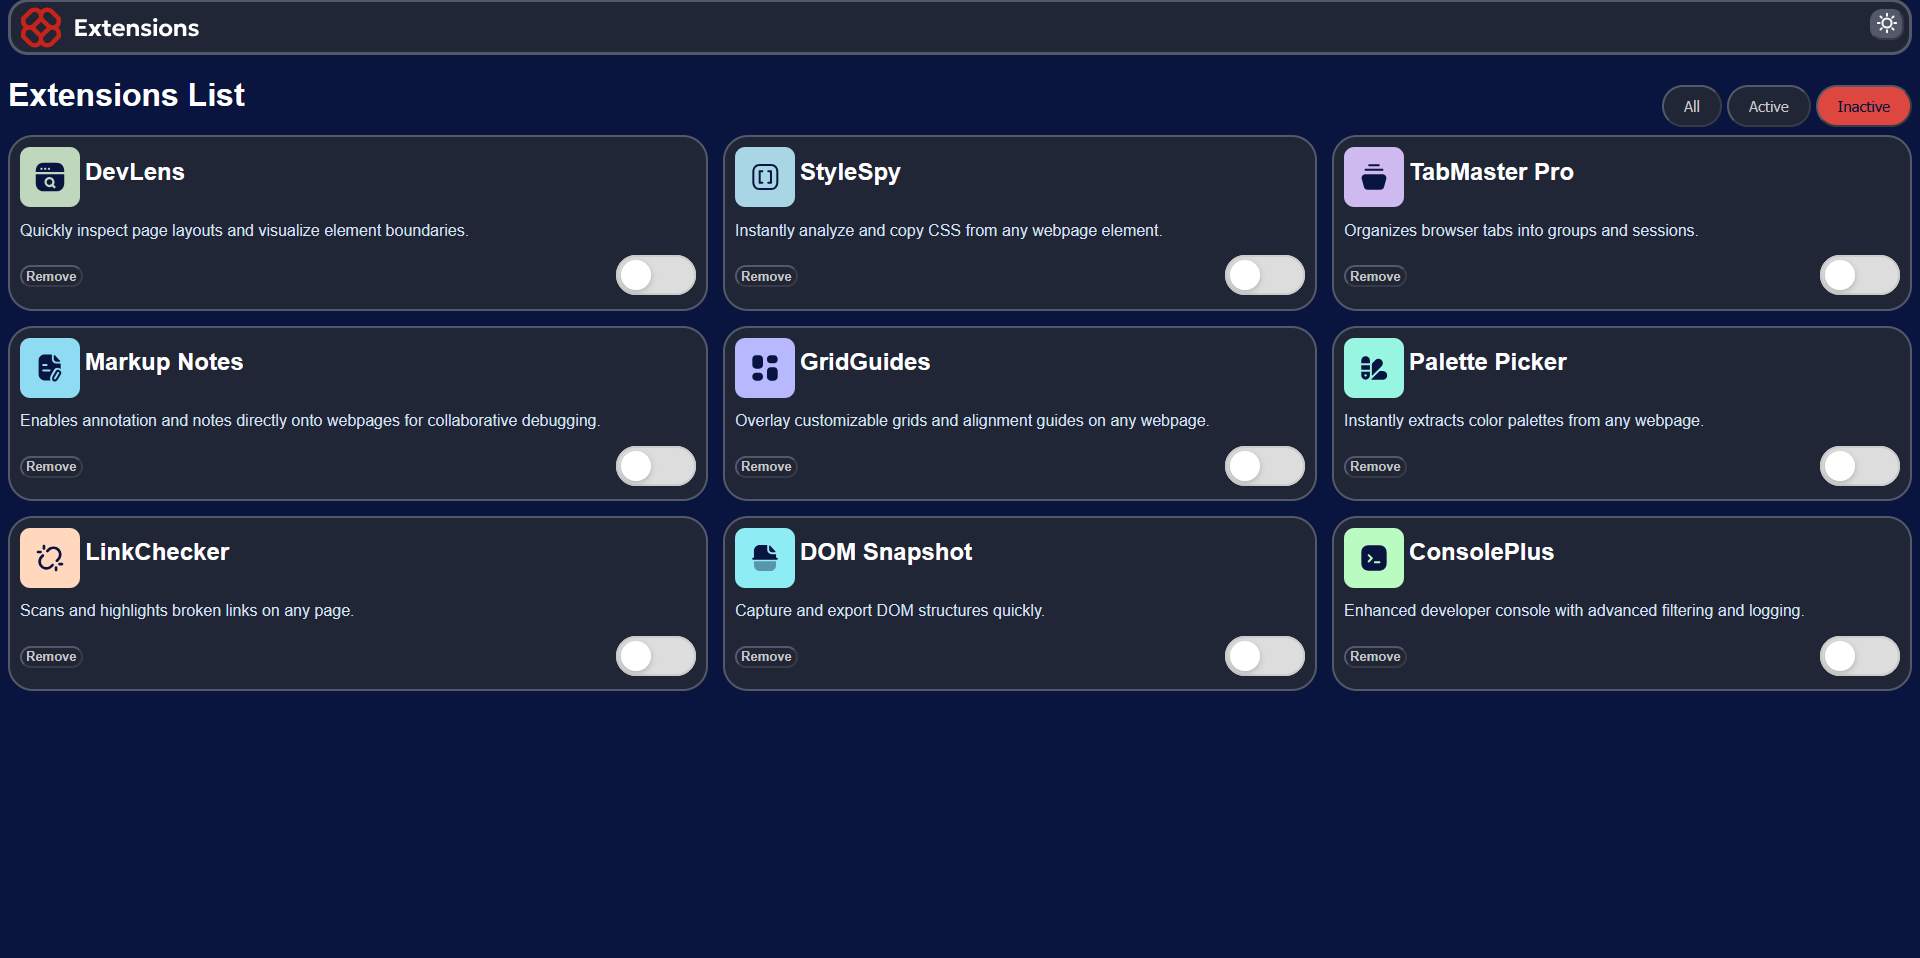 Extensions
Extensions List
All
Active
Inactive
DevLens
Quickly inspect page layouts and visualize element boundaries.
Remove
StyleSpy
Instantly analyze and copy CSS from any webpage element.
Remove
TabMaster Pro
Organizes browser tabs into groups and sessions.
Remove
Markup Notes
Enables annotation and notes directly onto webpages for collaborative debugging.
Remove
GridGuides
Overlay customizable grids and alignment guides on any webpage.
Remove
Palette Picker
Instantly extracts color palettes from any webpage.
Remove
LinkChecker
Scans and highlights broken links on any page.
Remove
DOM Snapshot
Capture and export DOM structures quickly.
Remove
ConsolePlus
Enhanced developer console with advanced filtering and logging.
Remove